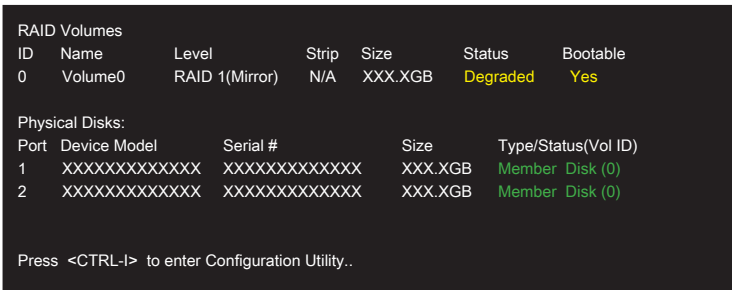 RAID Volumes
ID Name Level Strip Size Status Bootable
0 Volume0 RAID 1(Mirror) N/A XXX.XGB Degraded Yes
Physical Disks:
Port Device Model Serial # Size Type/Status(Vol ID)
1 XXXXXXXXXXXXX XXXXXXXXXXXXX XXX.XGB Member Disk (0)
2 XXXXXXXXXXXXX XXXXXXXXXXXXX XXX.XGB Member Disk (0)
Press <CTRL-I> to enter Configuration Utility..